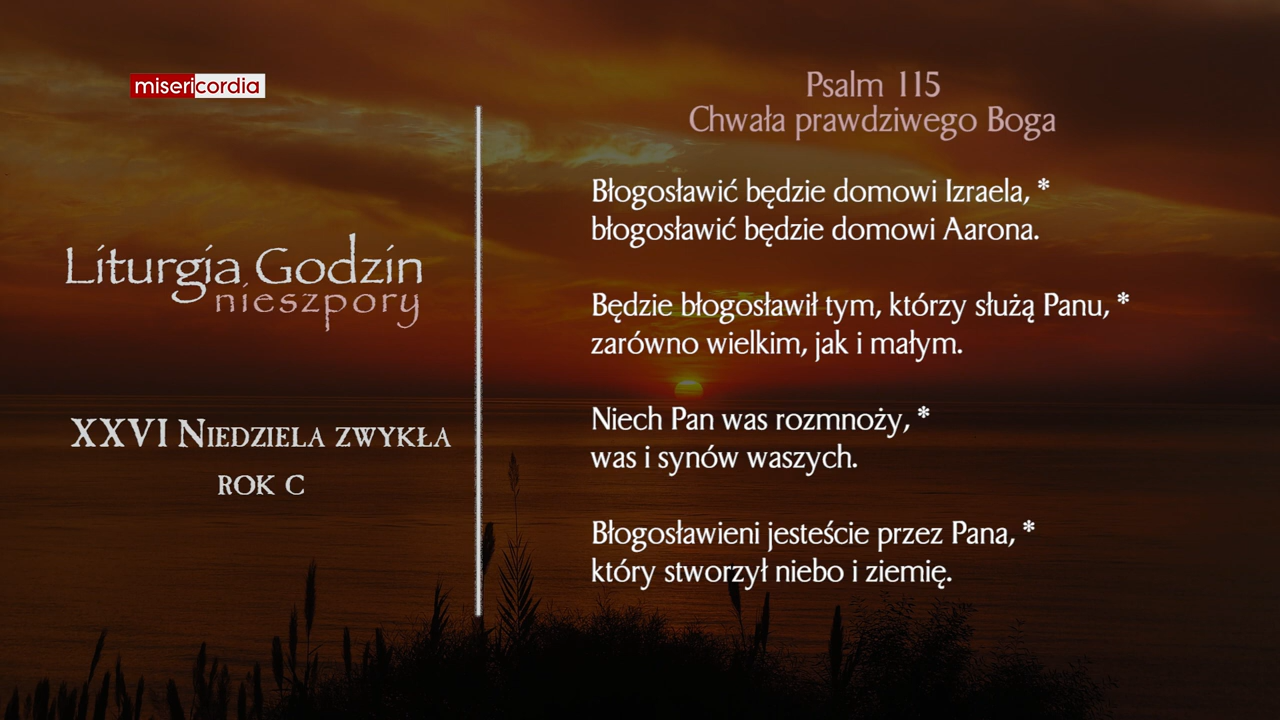 misericordia
Liturgia Godzin
nieszpory
XXVI Niedziela zwykła
rok C
Psalm 115
Chwała prawdziwego Boga
Błogosławić będzie domowi Izraela, *
błogosławić będzie domowi Aarona.
Będzie błogosławił tym, którzy służą Panu, *
zarówno wielkim, jak i małym.
Niech Pan was rozmnoży, *
was i synów waszych.
Błogosławieni jesteście przez Pana, *
który stworzył niebo i ziemię.